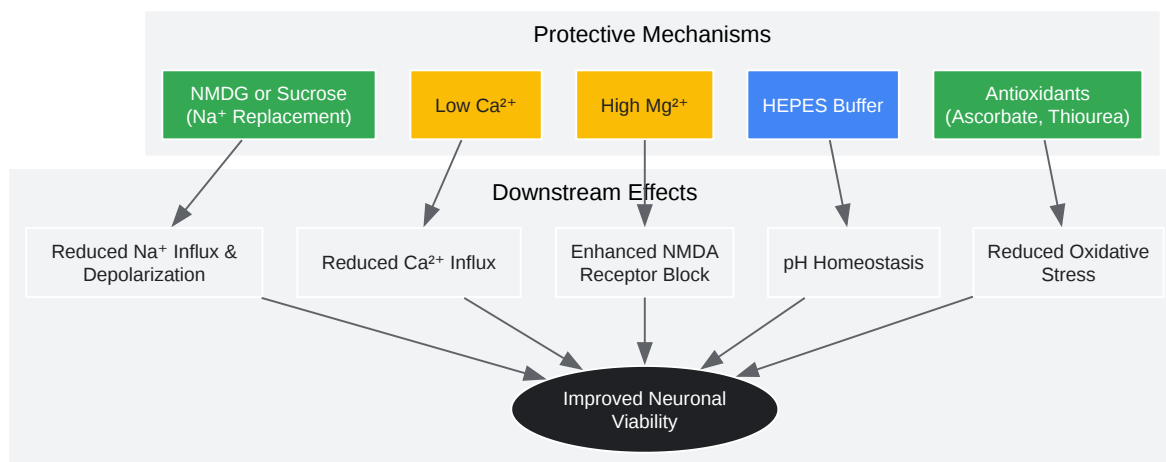 Protective Mechanisms
NMDG or Sucrose
(Na⁺ Replacement)
Low Ca²⁺
High Mg²⁺
HEPES Buffer
Antioxidants
(Ascorbate, Thiourea)
Downstream Effects
Reduced Na⁺ Influx &
Depolarization
Reduced Ca²⁺ Influx
Enhanced NMDA
Receptor Block
pH Homeostasis
Reduced Oxidative
Stress
Improved Neuronal
Viability